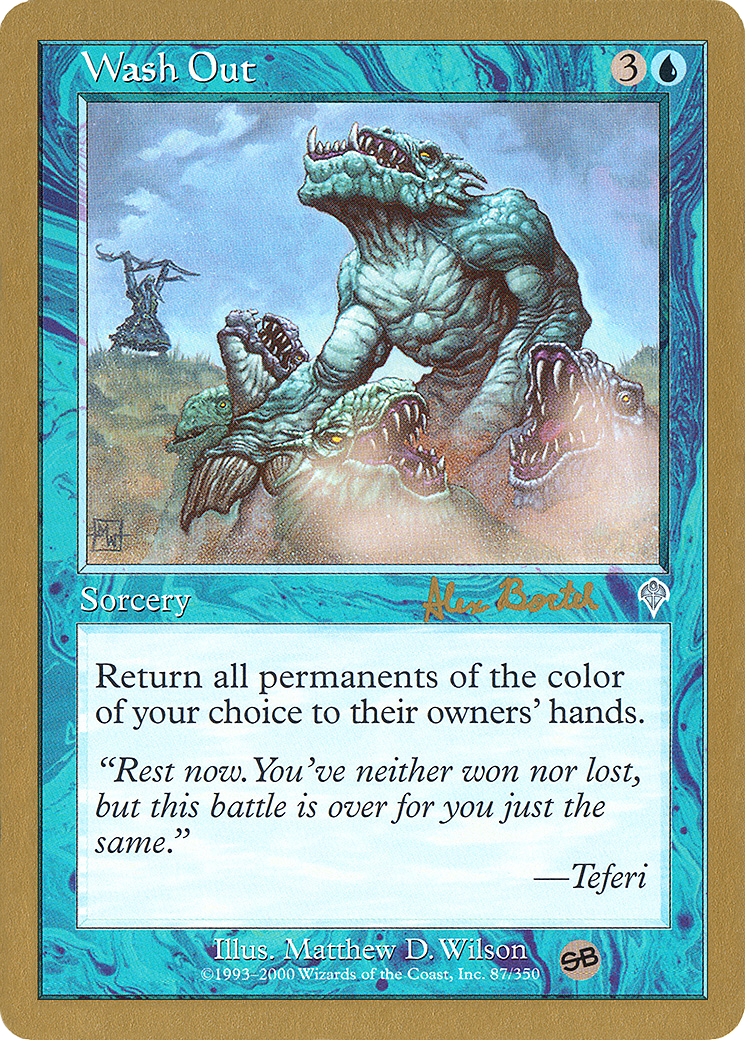 Wash Out 3
MW
Sorcery Alex Borteh
Return all permanents of the color
of your choice to their owners’ hands.
“Rest now. You’ve neither won nor lost,
but this battle is over for you just the
same.”
—Teferi
Illus. Matthew D. Wilson
©1993–2000 Wizards of the Coast, Inc. 87/350
SB